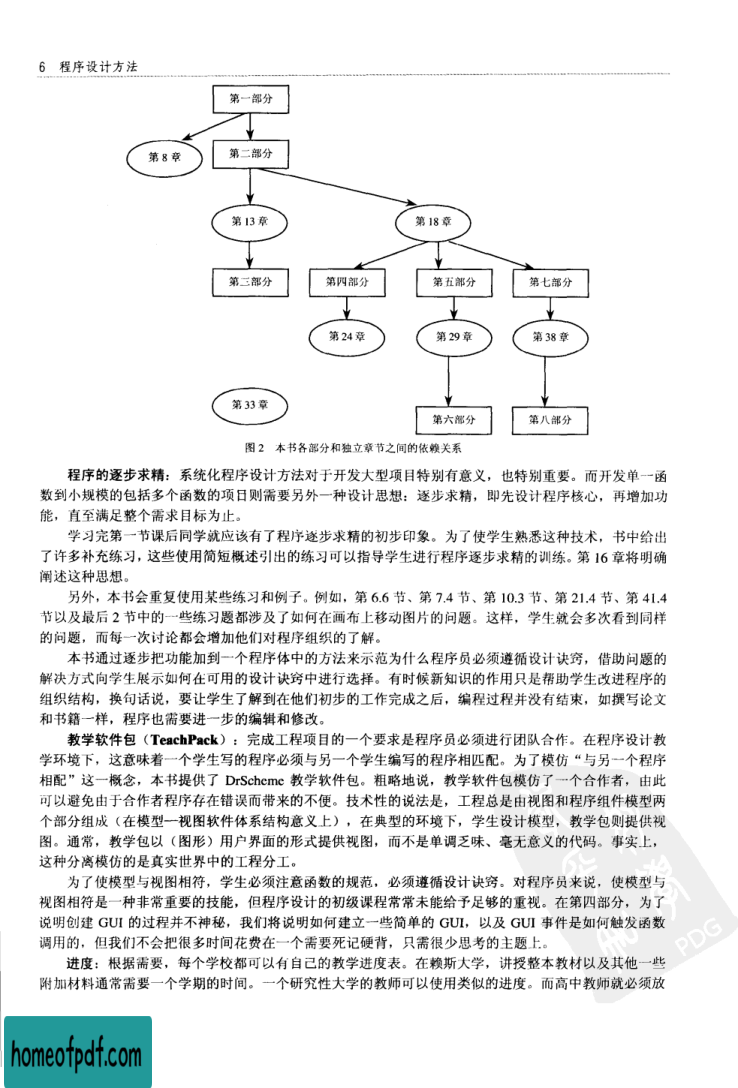 6 程序设计方法
第一部分
第 8 章
第二部分
第 13 章
第 18 章
第三部分
第四部分
第五部分
第七部分
第 24 章
第 29 章
第 38 章
第 33 章
第六部分
第八部分
图 2 本书各部分和独立章节之间的依赖关系
程序的逐步求精：系统化程序设计方法对于开发大型项目特别有意义，也特别重要。而开发单一函
数到小规模的包括多个函数的项目则需要另外一种设计思想：逐步求精，即先设计程序核心，再增加功
能，直至满足整个需求目标为止。
学习完第一节课后同学就应该有了程序逐步求精的初步印象。为了使学生熟悉这种技术，书中给出
了许多补充练习，这些使用简短概述引出的练习可以指导学生进行程序逐步求精的训练。第 16 章将明确
阐述这种思想。
另外，本书会重复使用某些练习和例子。例如，第 6.6 节、第 7.4 节、第 10.3 节、第 21.4 节、第 41.4
节以及最后 2 节中的一些练习题都涉及了如何在画布上移动图片的问题。这样，学生就会多次看到同样
的问题，而每一次讨论都会增加他们对程序组织的了解。
本书通过逐步把功能加到一个程序体中的方法来示范为什么程序员必须遵循设计诀窍，借助问题的
解决方式向学生展示如何在可用的设计诀窍中进行选择。有时候新知识的作用只是帮助学生改进程序的
组织结构，换句话说，要让学生了解到在他们初步的工作完成之后，编程过程并没有结束，如撰写论文
和书籍一样，程序也需要进一步的编辑和修改。
教学软件包（TeachPack）：完成工程项目的一个要求是程序员必须进行团队合作。在程序设计教
学环境下，这意味着一个学生写的程序必须与另一个学生编写的程序相匹配。为了模仿“与另一个程序
相配”这一概念，本书提供了 DrScheme 教学软件包。粗略地说，教学软件包模仿了一个合作者，由此
可以避免由于合作者程序存在错误而带来的不便。技术性的说法是，工程总是由视图和程序组件模型两
个部分组成（在模型—视图软件体系结构意义上），在典型的环境下，学生设计模型，教学包则提供视
图。通常，教学包以（图形）用户界面的形式提供视图，而不是单调乏味、毫无意义的代码。事实上，
这种分离模仿的是真实世界中的工程分工。
为了使模型与视图相符，学生必须注意函数的规范，必须遵循设计诀窍。对程序员来说，使模型与
视图相符是一种非常重要的技能，但程序设计的初级课程常常未能给予足够的重视。在第四部分，为了
说明创建 GUI 的过程并不神秘，我们将说明如何建立一些简单的 GUI，以及 GUI 事件是如何触发函数
调用的，但我们不会把很多时间花费在一个需要死记硬背，只需很少思考的主题上。
进度：根据需要，每个学校都可以有自己的教学进度表。在赖斯大学，讲授整本教材以及其他一些
附加材料通常需要一个学期的时间。一个研究性大学的教师可以使用类似的进度。而高中教师就必须放
PDG
homeofpdf.com